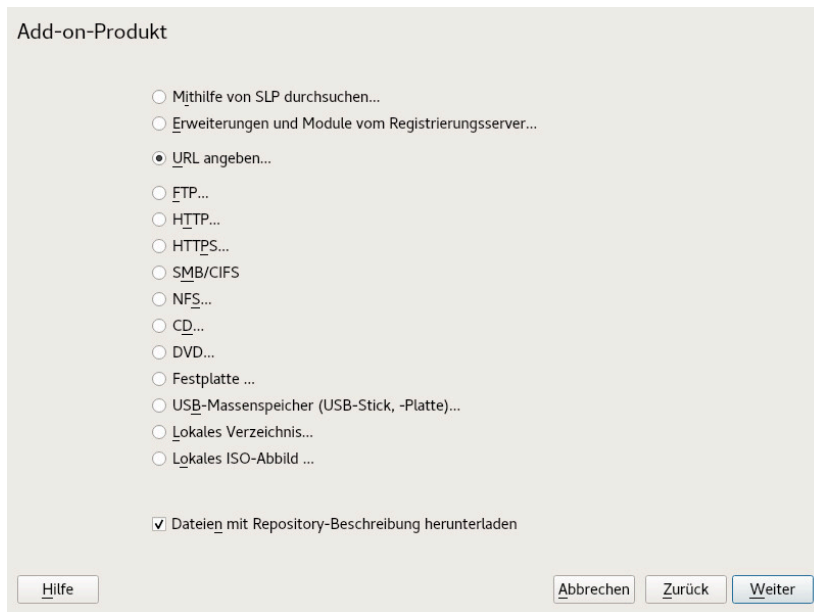 Add-on-Produkt
Mithilfe von SLP durchsuchen...
Erweiterungen und Module vom Registrierungsserver...
URL angeben...
FTP...
HTTP...
HTTPS...
SMB/CIFS
NFS...
CD...
DVD...
Festplatte ...
USB-Massenspeicher (USB-Stick, -Platte)...
Lokales Verzeichnis...
Lokales ISO-Abbild ...
Dateien mit Repository-Beschreibung herunterladen
Hilfe Abbrechen Zurück Weiter